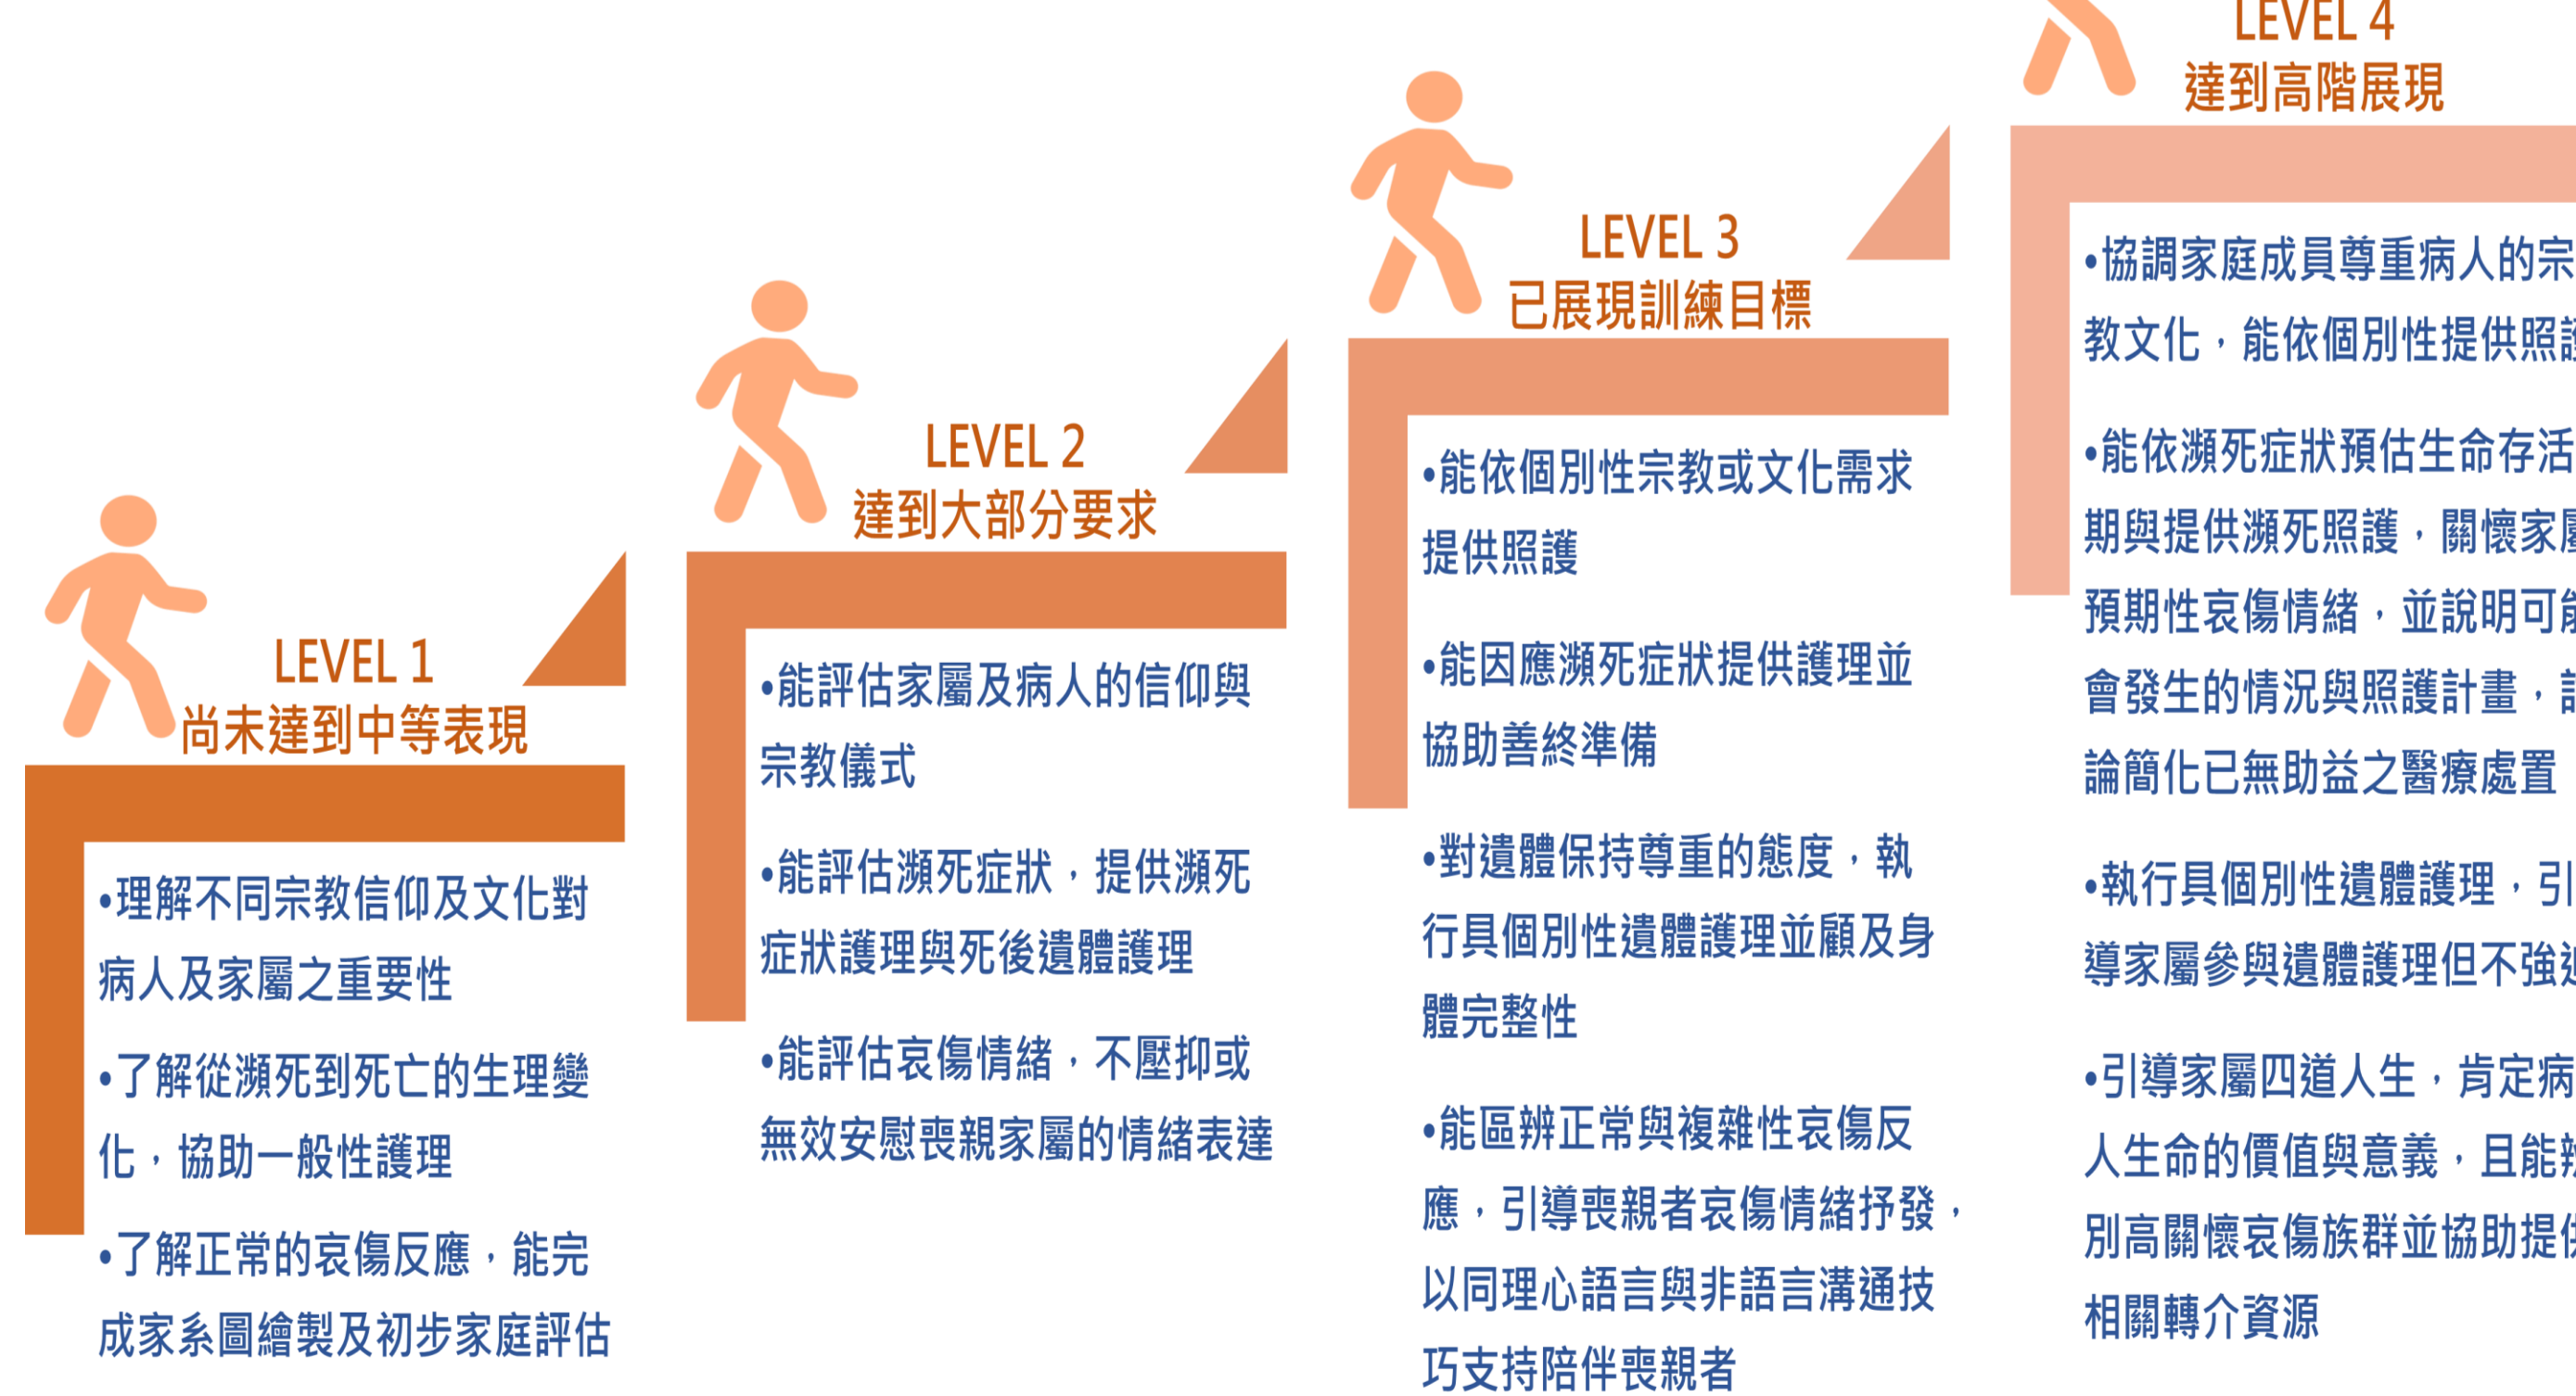 LEVEL 1
尚未達到中等表現
•理解不同宗教信仰及文化對
病人及家屬之重要性
•了解從瀕死到死亡的生理變
化，協助一般性護理
•了解正常的哀傷反應，能完
成家系圖繪製及初步家庭評估
LEVEL 2
達到大部分要求
•能評估家屬及病人的信仰與
宗教儀式
•能評估瀕死症狀，提供瀕死
症狀護理與死後遺體護理
•能評估哀傷情緒，不壓抑或
無效安慰喪親家屬的情緒表達
LEVEL 3
已展現訓練目標
•能依個別性宗教或文化需求
提供照護
•能因應瀕死症狀提供護理並
協助善終準備
•對遺體保持尊重的態度，執
行具個別性遺體護理並顧及身
體完整性
•能區辨正常與複雜性哀傷反
應，引導喪親者哀傷情緒抒發，
以同理心語言與非語言溝通技
巧支持陪伴喪親者
LEVEL 4
達到高階展現
•協調家庭成員尊重病人的宗
教文化，能依個別性提供照
•能依瀕死症狀預估生命存活
期與提供瀕死照護，關懷家
預期性哀傷情緒，並說明可
會發生的情況與照護計畫，
論簡化已無助益之醫療處置
•執行具個別性遺體護理，引
導家屬參與遺體護理但不強
•引導家屬四道人生，肯定病
人生命的價值與意義，且能
別高關懷哀傷族群並協助提
相關轉介資源